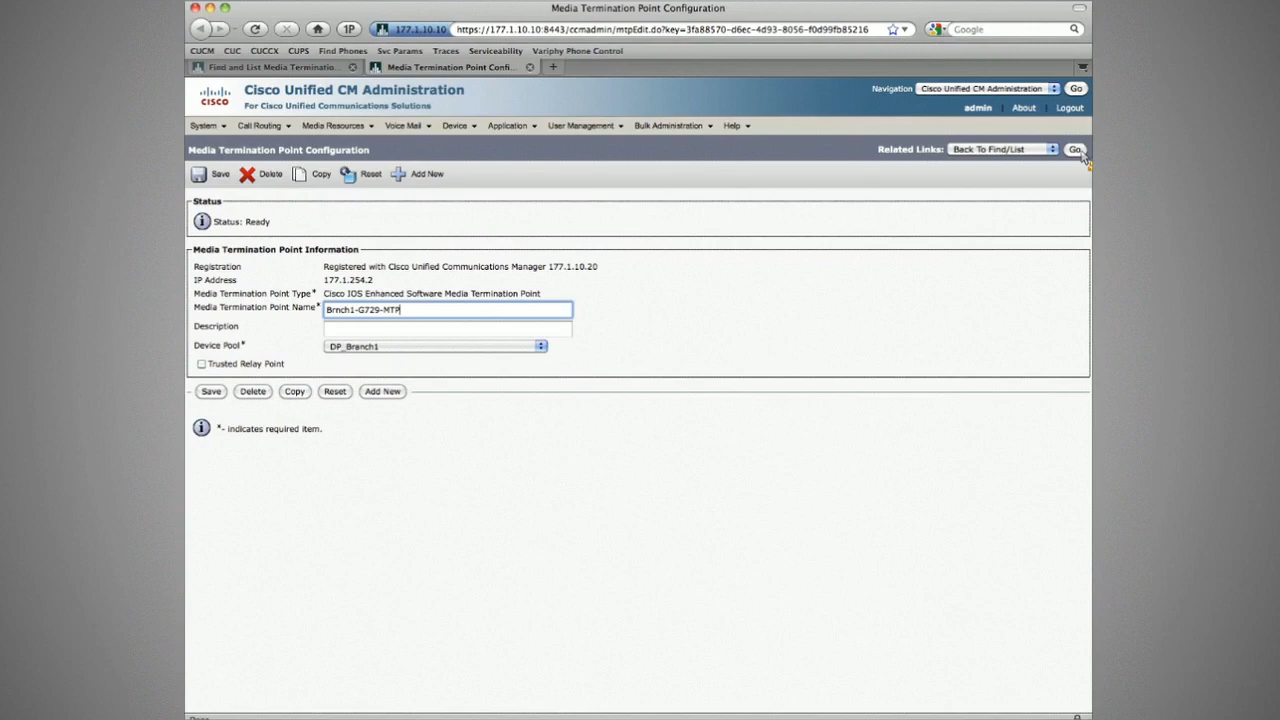 Media Termination Point Configuration
1P
177.1.10.10
https://177.1.10.10:8443/ccmadmin/mtpEdit.do?key=3fa88570-d6ec-4d93-8056-f0d99fb85216
Google
CUCM CUC CUCCX CUPS Find Phones Svc Params Traces Serviceability Variphy Phone Control
Find and List Media Terminatio...
Media Termination Point Confi...
CISCO
Cisco Unified CM Administration
For Cisco Unified Communications Solutions
Navigation Cisco Unified CM Administration Go
admin About Logout
System Call Routing Media Resources Voice Mail Device Application User Management Bulk Administration Help
Media Termination Point Configuration
Related Links: Back To Find/List Go
Save Delete Copy Reset Add New
Status
Status: Ready
Media Termination Point Information
Registration Registered with Cisco Unified Communications Manager 177.1.10.20
IP Address 177.1.254.2
Media Termination Point Type* Cisco IOS Enhanced Software Media Termination Point
Media Termination Point Name* Brnch1-G729-MTP
Description
Device Pool* DP_Branch1
Trusted Relay Point
Save Delete Copy Reset Add New
*- indicates required item.